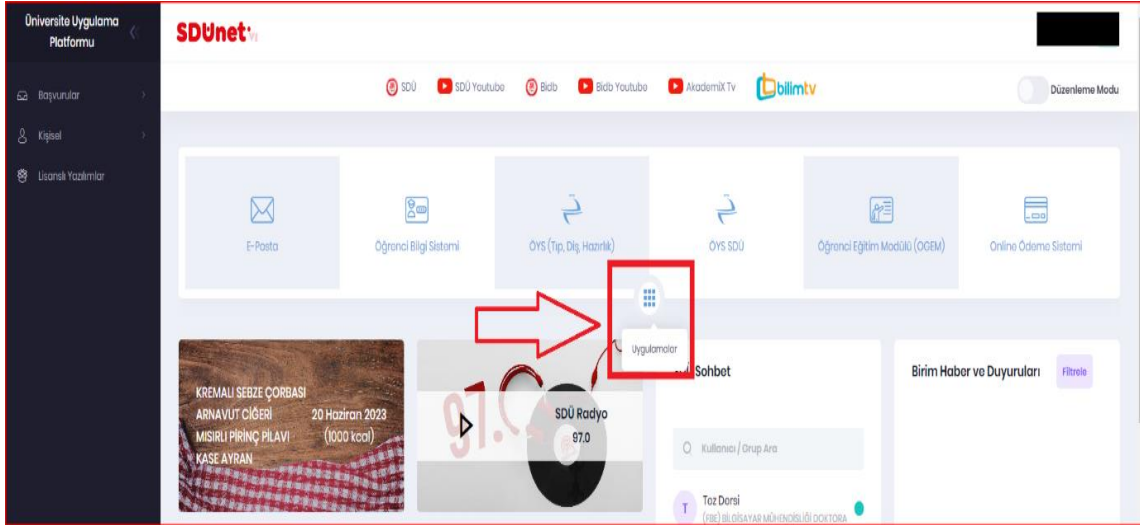 Üniversite Uygulama
Platformu
SDÜnet
SDÜ
SDÜ Youtube
Bidb
Bidb Youtube
AkademiX Tv
bilimtv
Düzenleme Modu
Başvurular
Kişisel
Lisanslı Yazılımlar
E-Posta
Öğrenci Bilgi Sistemi
ÖYS (Tıp, Diş, Hazırlık)
ÖYS SDÜ
Öğrenci Eğitim Modülü (OGEM)
Online Ödeme Sistemi
Uygulamalar
KREMALI SEBZE ÇORBASI
ARNAVUT CİĞERİ
MISIRLI PİRİNÇ PİLAVI
KASE AYRAN
20 Haziran 2023
(1000 kcal)
97.0
SDÜ Radyo
97.0
Sohbet
Kullanıcı / Grup Ara
T
Toz Dersi
(FBE) BİLGİSAYAR MÜHENDİSLİĞİ DOKTORA
Birim Haber ve Duyuruları
Filtrele